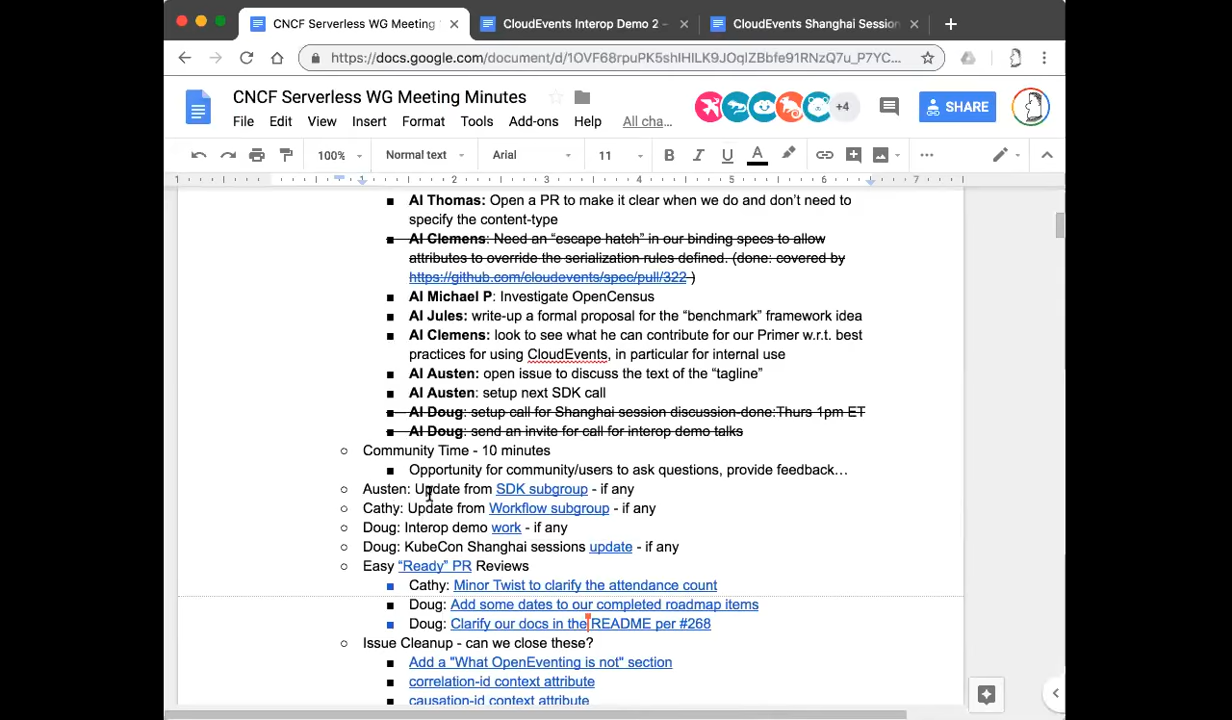 CNCF Serverless WG Meeting
CloudEvents Interop Demo 2 –
CloudEvents Shanghai Session
https://docs.google.com/document/d/1OVF68rpuPK5shIHILK9JOqlZBbfe91RNzQ7u_P7YC...
CNCF Serverless WG Meeting Minutes
+4
SHARE
File Edit View Insert Format Tools Add-ons Help All cha...
100% Normal text Arial 11 B I U A
1 1 2 3 4 5 6 7
AI Thomas: Open a PR to make it clear when we do and don't need to
specify the content-type
AI Clemens: Need an “escape hatch” in our binding specs to allow
attributes to override the serialization rules defined. (done: covered by
https://github.com/cloudevents/spec/pull/322 )
AI Michael P: Investigate OpenCensus
AI Jules: write-up a formal proposal for the “benchmark” framework idea
AI Clemens: look to see what he can contribute for our Primer w.r.t. best
practices for using CloudEvents, in particular for internal use
AI Austen: open issue to discuss the text of the “tagline”
AI Austen: setup next SDK call
AI Doug: setup call for Shanghai session discussion-done:Thurs 1pm ET
AI Doug: send an invite for call for interop demo talks
Community Time - 10 minutes
Opportunity for community/users to ask questions, provide feedback…
Austen: Update from SDK subgroup - if any
Cathy: Update from Workflow subgroup - if any
Doug: Interop demo work - if any
Doug: KubeCon Shanghai sessions update - if any
Easy “Ready” PR Reviews
Cathy: Minor Twist to clarify the attendance count
Doug: Add some dates to our completed roadmap items
Doug: Clarify our docs in the README per #268
Issue Cleanup - can we close these?
Add a "What OpenEventing is not" section
correlation-id context attribute
causation-id context attribute